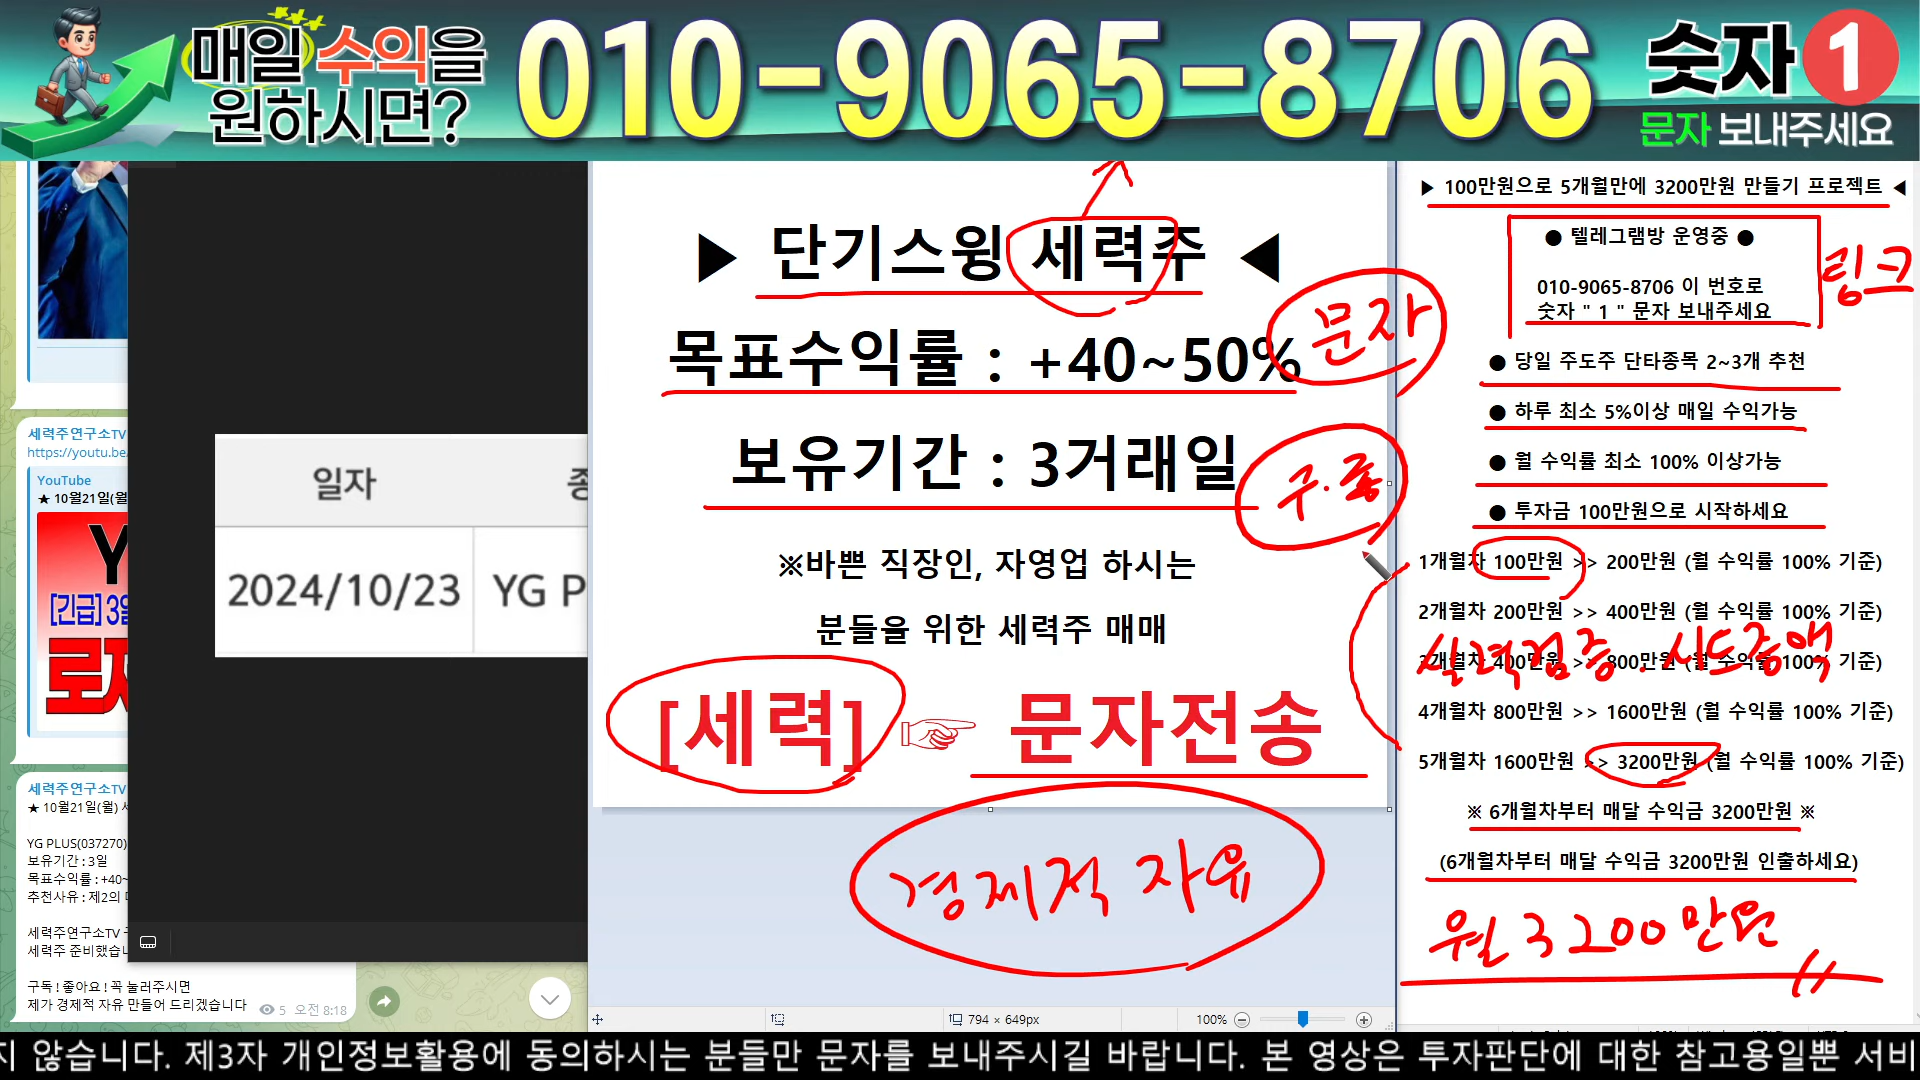 매일 수익을
원하시면?
010-9065-8706
숫자 1
문자 보내주세요
세력주연구소TV
https://youtu.be/
YouTube
★ 10월21일(월
Y
[긴급] 3일
로제
세력주연구소TV
★ 10월21일(월)
YG PLUS(037270)
보유기간 : 3일
목표수익률 : +40~
추천사유 : 제2의
세력주연구소TV
세력주 준비했습니
구독 ! 좋아요 ! 꼭 눌러주시면
제가 경제적 자유 만들어 드리겠습니다
5 오전 8:18
일자 종
2024/10/23 YG P
▶ 단기스윙 세력주 ◀
목표수익률 : +40~50%
문자
보유기간 : 3거래일
구.좋
※바쁜 직장인, 자영업 하시는
분들을 위한 세력주 매매
[세력] ☞ 문자전송
경제적 자유
794 × 649px
100%
▶ 100만원으로 5개월만에 3200만원 만들기 프로젝트 ◀
● 텔레그램방 운영중 ●
링크
010-9065-8706 이 번호로
숫자 " 1 " 문자 보내주세요
● 당일 주도주 단타종목 2~3개 추천
● 하루 최소 5%이상 매일 수익가능
● 월 수익률 최소 100% 이상가능
● 투자금 100만원으로 시작하세요
1개월차 100만원 >> 200만원 (월 수익률 100% 기준)
2개월차 200만원 >> 400만원 (월 수익률 100% 기준)
실력검증. 시드증액
3개월차 400만원 >> 800만원 (월 수익률 100% 기준)
4개월차 800만원 >> 1600만원 (월 수익률 100% 기준)
5개월차 1600만원 >> 3200만원 (월 수익률 100% 기준)
※ 6개월차부터 매달 수익금 3200만원 ※
(6개월차부터 매달 수익금 3200만원 인출하세요)
월 3200만원
지 않습니다. 제3자 개인정보활용에 동의하시는 분들만 문자를 보내주시길 바랍니다. 본 영상은 투자판단에 대한 참고용일뿐 서비